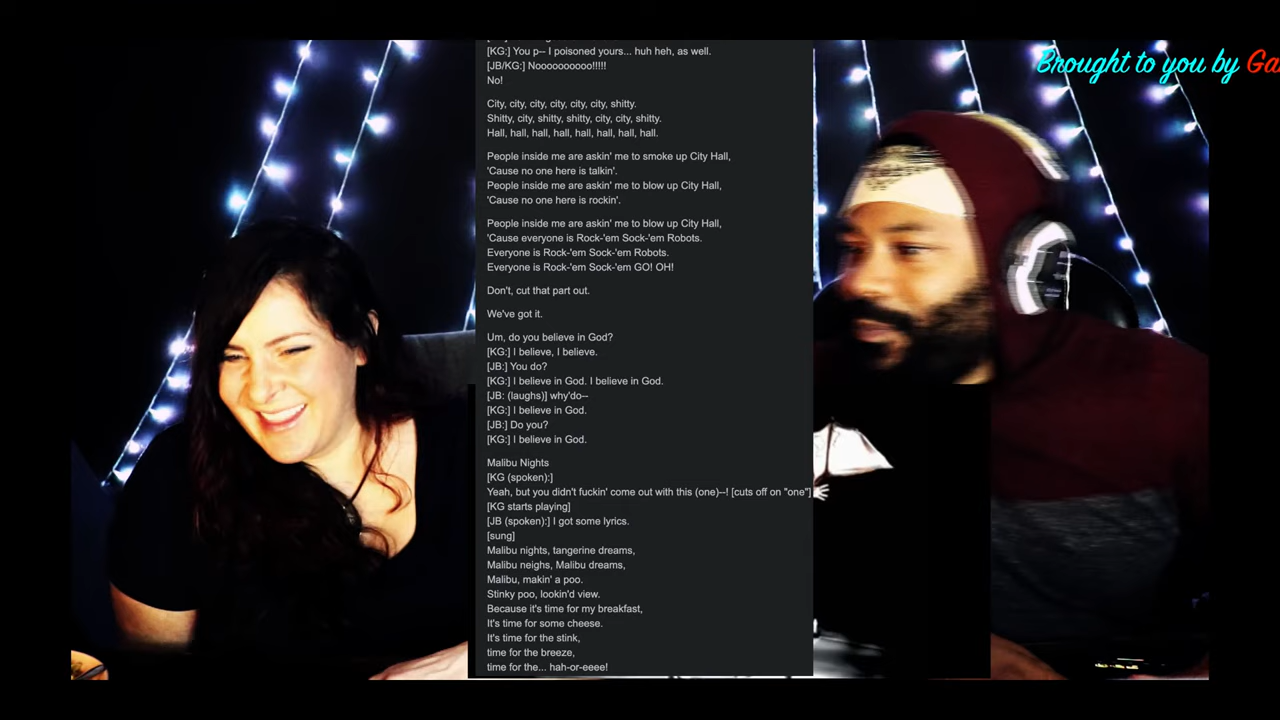 [KG:] You p-- I poisoned yours... huh heh, as well.
[JB/KG:] Noooooooooo!!!!!
No!
City, city, city, city, city, city, shitty.
Shitty, city, shitty, shitty, city, city, shitty.
Hall, hall, hall, hall, hall, hall, hall, hall.
People inside me are askin' me to smoke up City Hall,
'Cause no one here is talkin'.
People inside me are askin' me to blow up City Hall,
'Cause no one here is rockin'.
People inside me are askin' me to blow up City Hall,
'Cause everyone is Rock-'em Sock-'em Robots.
Everyone is Rock-'em Sock-'em Robots.
Everyone is Rock-'em Sock-'em GO! OH!
Don't, cut that part out.
We've got it.
Um, do you believe in God?
[KG:] I believe, I believe.
[JB:] You do?
[KG:] I believe in God. I believe in God.
[JB: (laughs)] why'do--
[KG:] I believe in God.
[JB:] Do you?
[KG:] I believe in God.
Malibu Nights
[KG (spoken):]
Yeah, but you didn't fuckin' come out with this (one)--! [cuts off on "one"]
[KG starts playing]
[JB (spoken):] I got some lyrics.
[sung]
Malibu nights, tangerine dreams,
Malibu neighs, Malibu dreams,
Malibu, makin' a poo.
Stinky poo, lookin'd view.
Because it's time for my breakfast,
It's time for some cheese.
It's time for the stink,
time for the breeze,
time for the... hah-or-eeee!
Brought to you by Ga